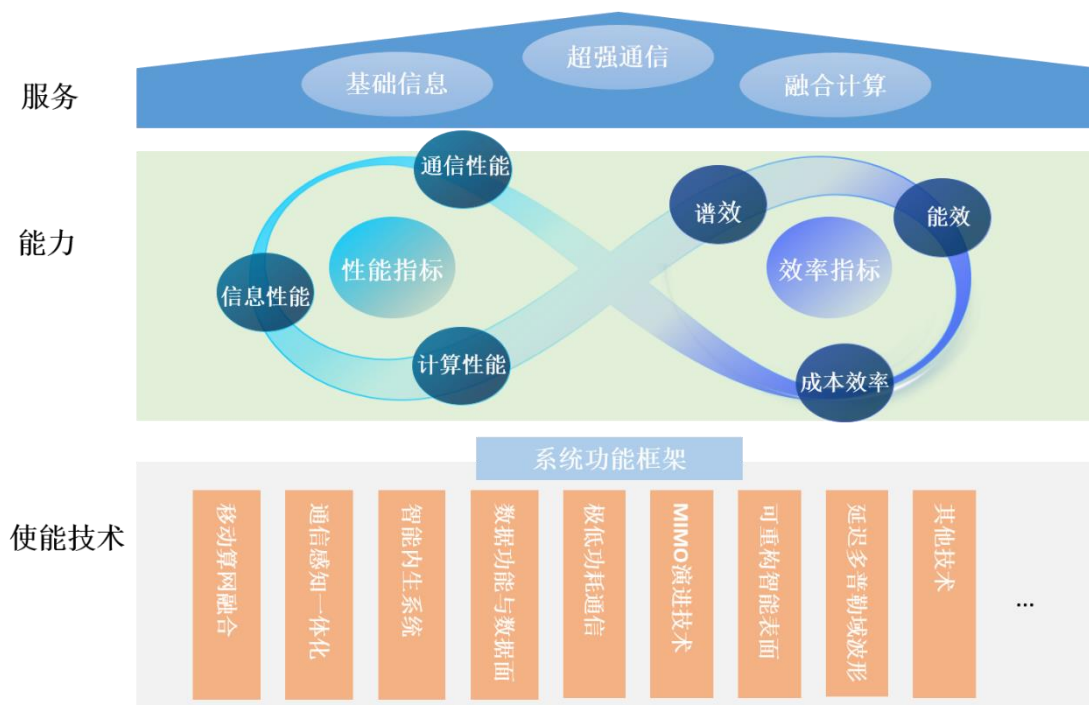 服务
超强通信
基础信息
融合计算
能力
通信性能
谱效
能效
性能指标
效率指标
信息性能
计算性能
成本效率
系统功能框架
使能技术
移动算网融合
通信感知一体化
智能内生系统
数据功能与数据面
极低功耗通信
MIMO演进技术
可重构智能表面
延迟多普勒域波形
其他技术
...